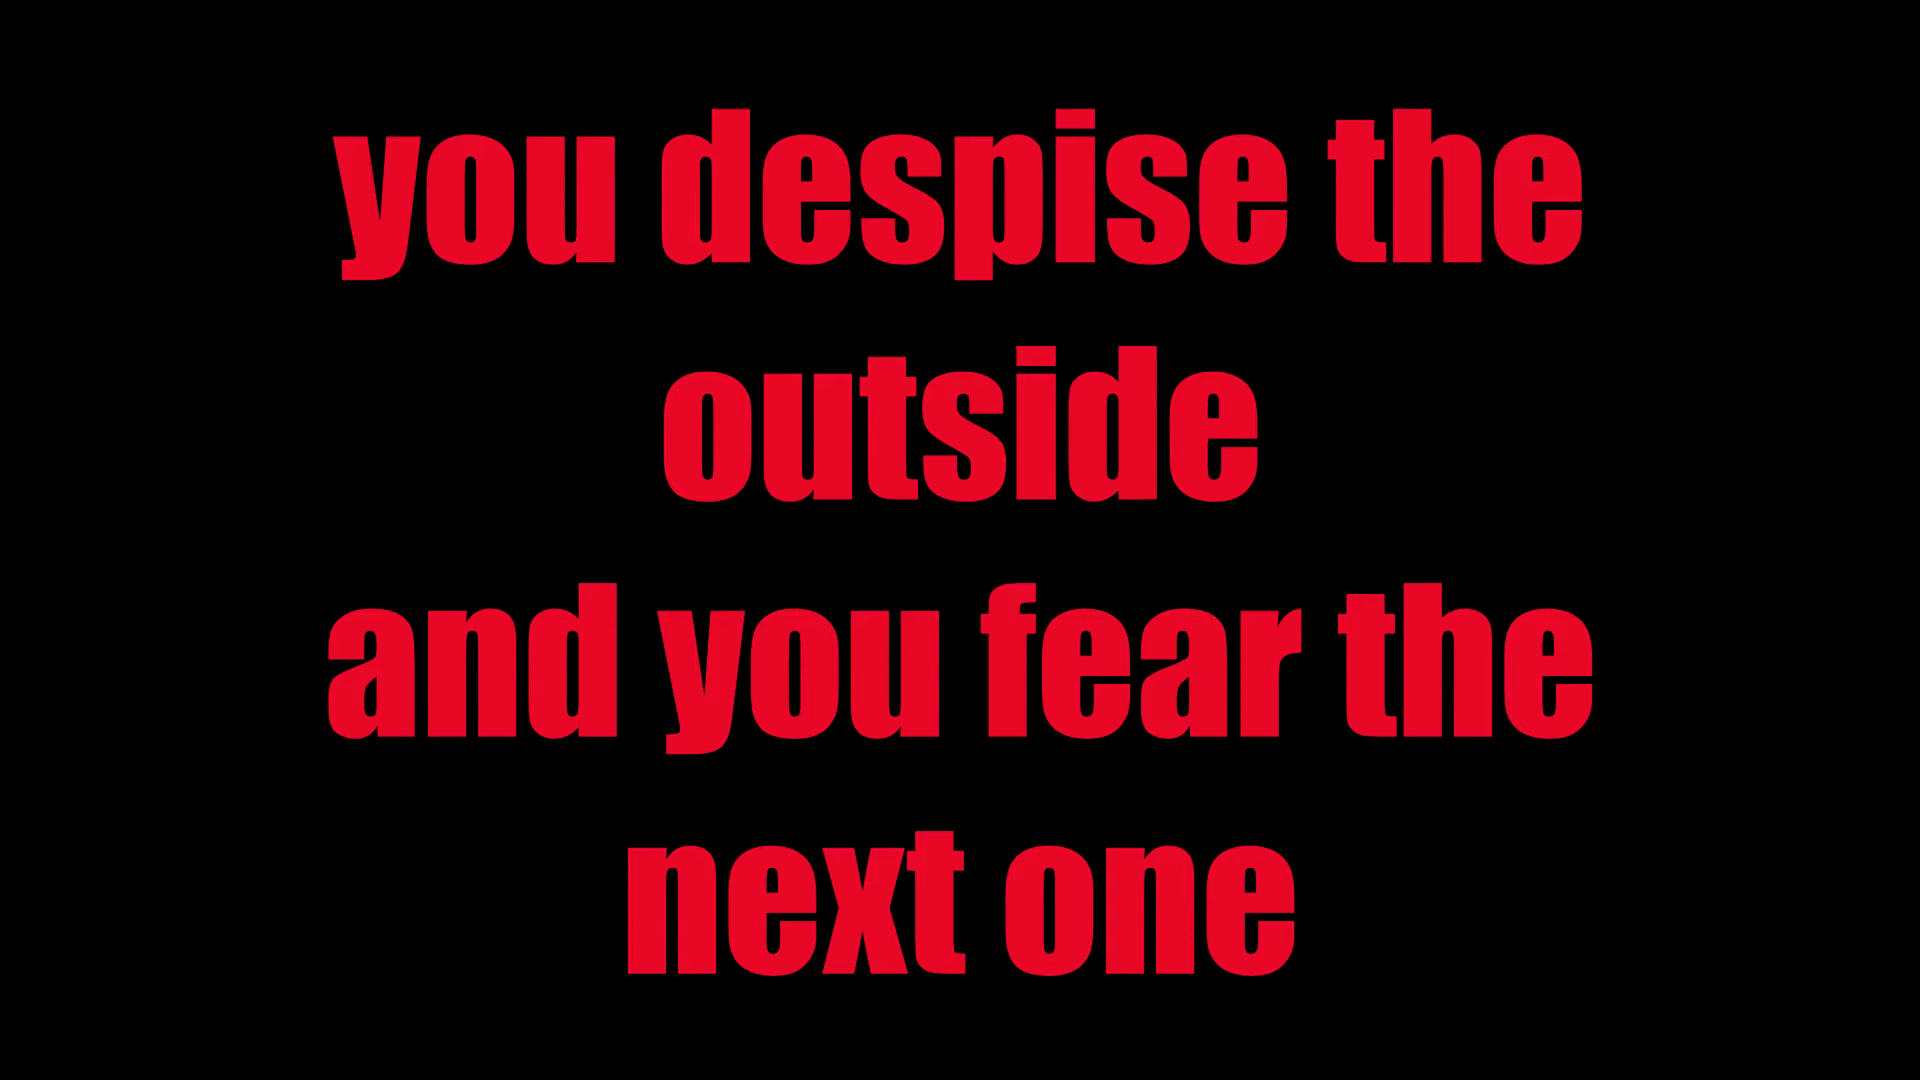 you despise the
outside
and you fear the
next one